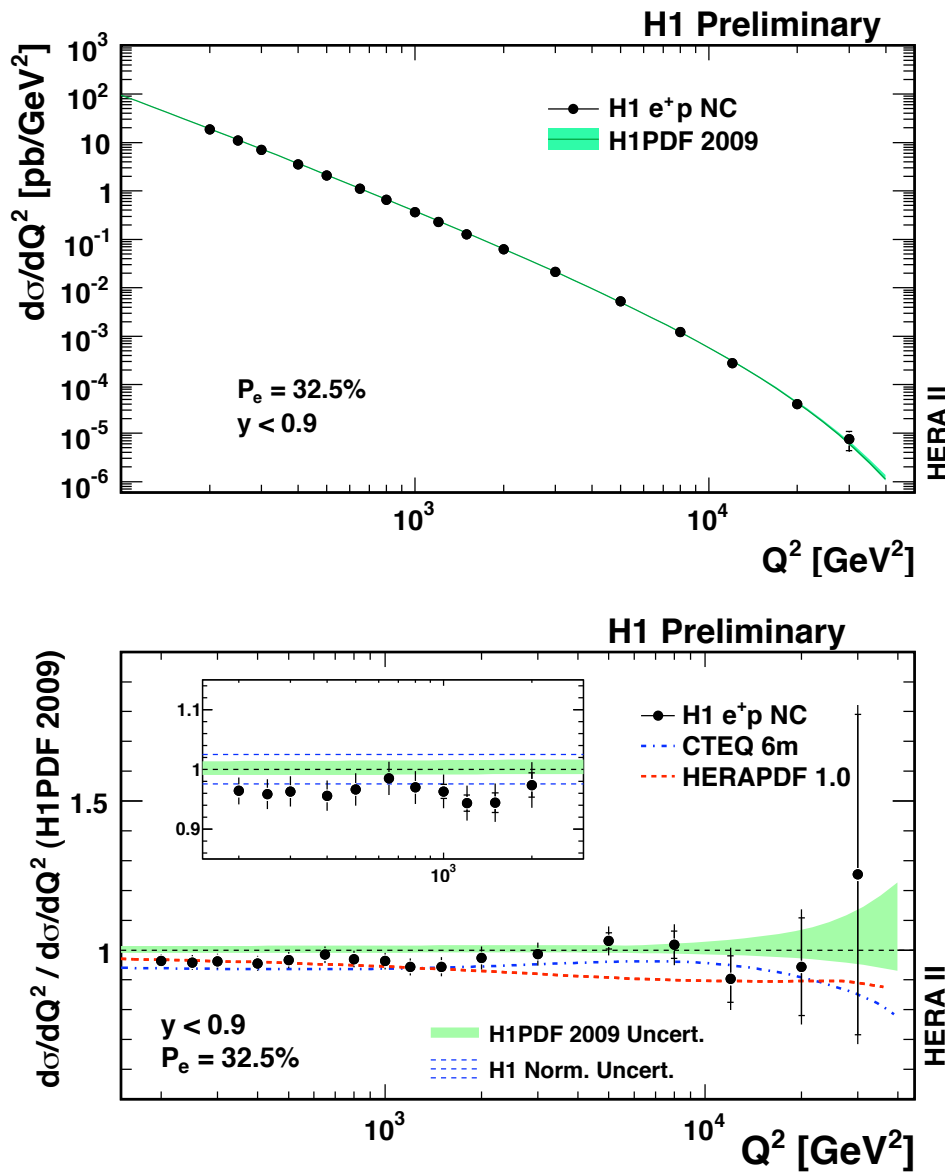 H1 Preliminary
dσ/dQ² [pb/GeV²]
10³
10²
10
1
10⁻¹
10⁻²
10⁻³
10⁻⁴
10⁻⁵
10⁻⁶
H1 e⁺p NC
H1PDF 2009
Pₑ = 32.5%
y < 0.9
HERA II
10³ 10⁴
Q² [GeV²]
H1 Preliminary
dσ/dQ² / dσ/dQ² (H1PDF 2009)
1.5
1
1.1
1
0.9
10³
H1 e⁺p NC
CTEQ 6m
HERAPDF 1.0
y < 0.9
Pₑ = 32.5%
H1PDF 2009 Uncert.
H1 Norm. Uncert.
HERA II
10³ 10⁴
Q² [GeV²]